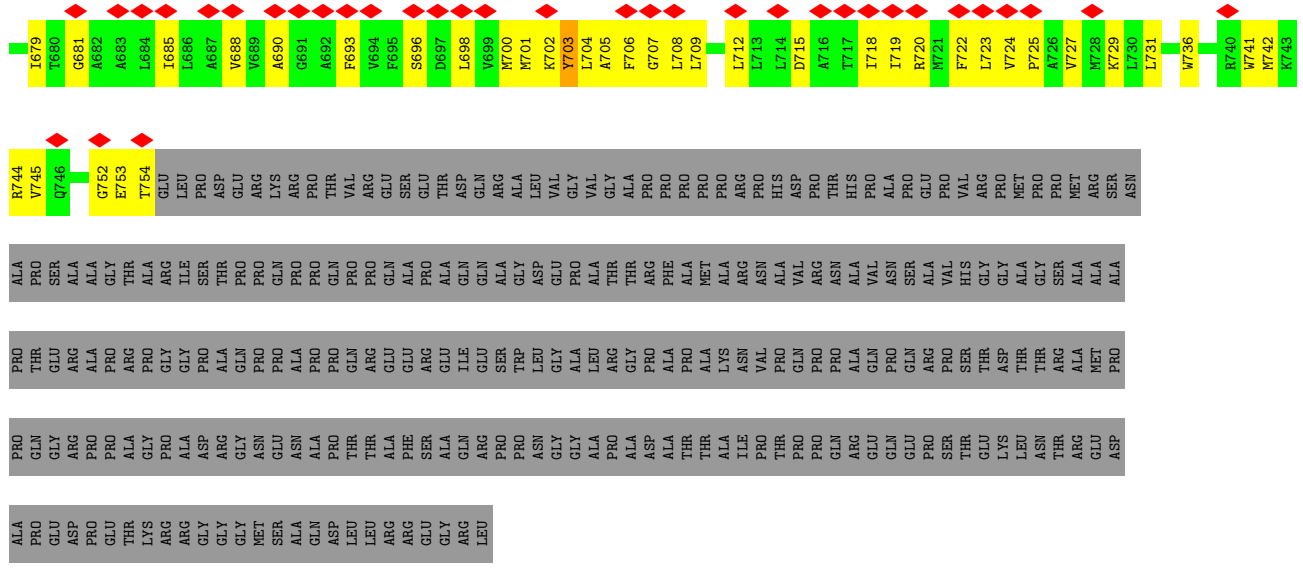 I679 T680 G681 A682 A683 L684 I685 L686 A687 V688 V689 A690 G691 A692 F693 V694 F695 S696 D697 L698 V699 M700 M701 K702 Y703 L704 A705 F706 G707 L708 L709 L712 L713 L714 D715 A716 T717 I718 I719 R720 M721 F722 L723 V724 P725 A726 V727 M728 K729 L730 L731 W736 R740 W741 M742 K743
R744 V745 Q746 G752 E753 T754 GLU LEU PRO ASP GLU ARG LYS ARG PRO THR VAL ARG GLU SER GLU THR ASP GLN ARG ALA LEU VAL GLY VAL GLY ALA PRO PRO PRO PRO PRO ARG PRO HIS ASP PRO THR HIS PRO ALA PRO GLU PRO VAL ARG PRO MET PRO PRO MET ARG SER ASN
ALA PRO SER ALA ALA GLY THR ALA ARG ILE SER THR PRO PRO GLN PRO PRO GLN PRO PRO GLN ALA PRO ALA GLN GLN ALA GLY ASP GLU PRO ALA THR THR ARG PHE ALA MET ALA ARG ASN ALA VAL ARG ASN ALA VAL ASN SER ALA VAL HIS GLY GLY ALA GLY SER ALA ALA ALA
PRO THR GLU ARG ALA PRO ARG PRO GLY GLY PRO ALA GLN PRO PRO ALA PRO PRO GLN ARG GLU GLU ARG GLU ILE GLU SER TRP LEU GLY ALA LEU ARG GLY PRO ALA PRO ALA LYS ASN VAL PRO GLN PRO PRO ALA GLN PRO GLN ARG PRO SER THR ASP THR THR ARG ALA MET PRO
PRO GLN GLY ARG PRO PRO ALA GLY PRO ALA ASP ARG GLY ASN GLU ASN ALA PRO THR THR ALA PHE SER ALA GLN ARG PRO PRO ASN GLY GLY ALA PRO ALA ASP ALA THR THR ALA ILE PRO THR PRO PRO GLN ARG GLU GLN GLU PRO SER THR GLU LYS LEU ASN THR ARG GLU ASP
ALA PRO GLU ASP PRO GLU THR LYS ARG ARG GLY GLY GLY MET SER ALA GLN ASP LEU LEU ARG ARG GLU GLY ARG LEU